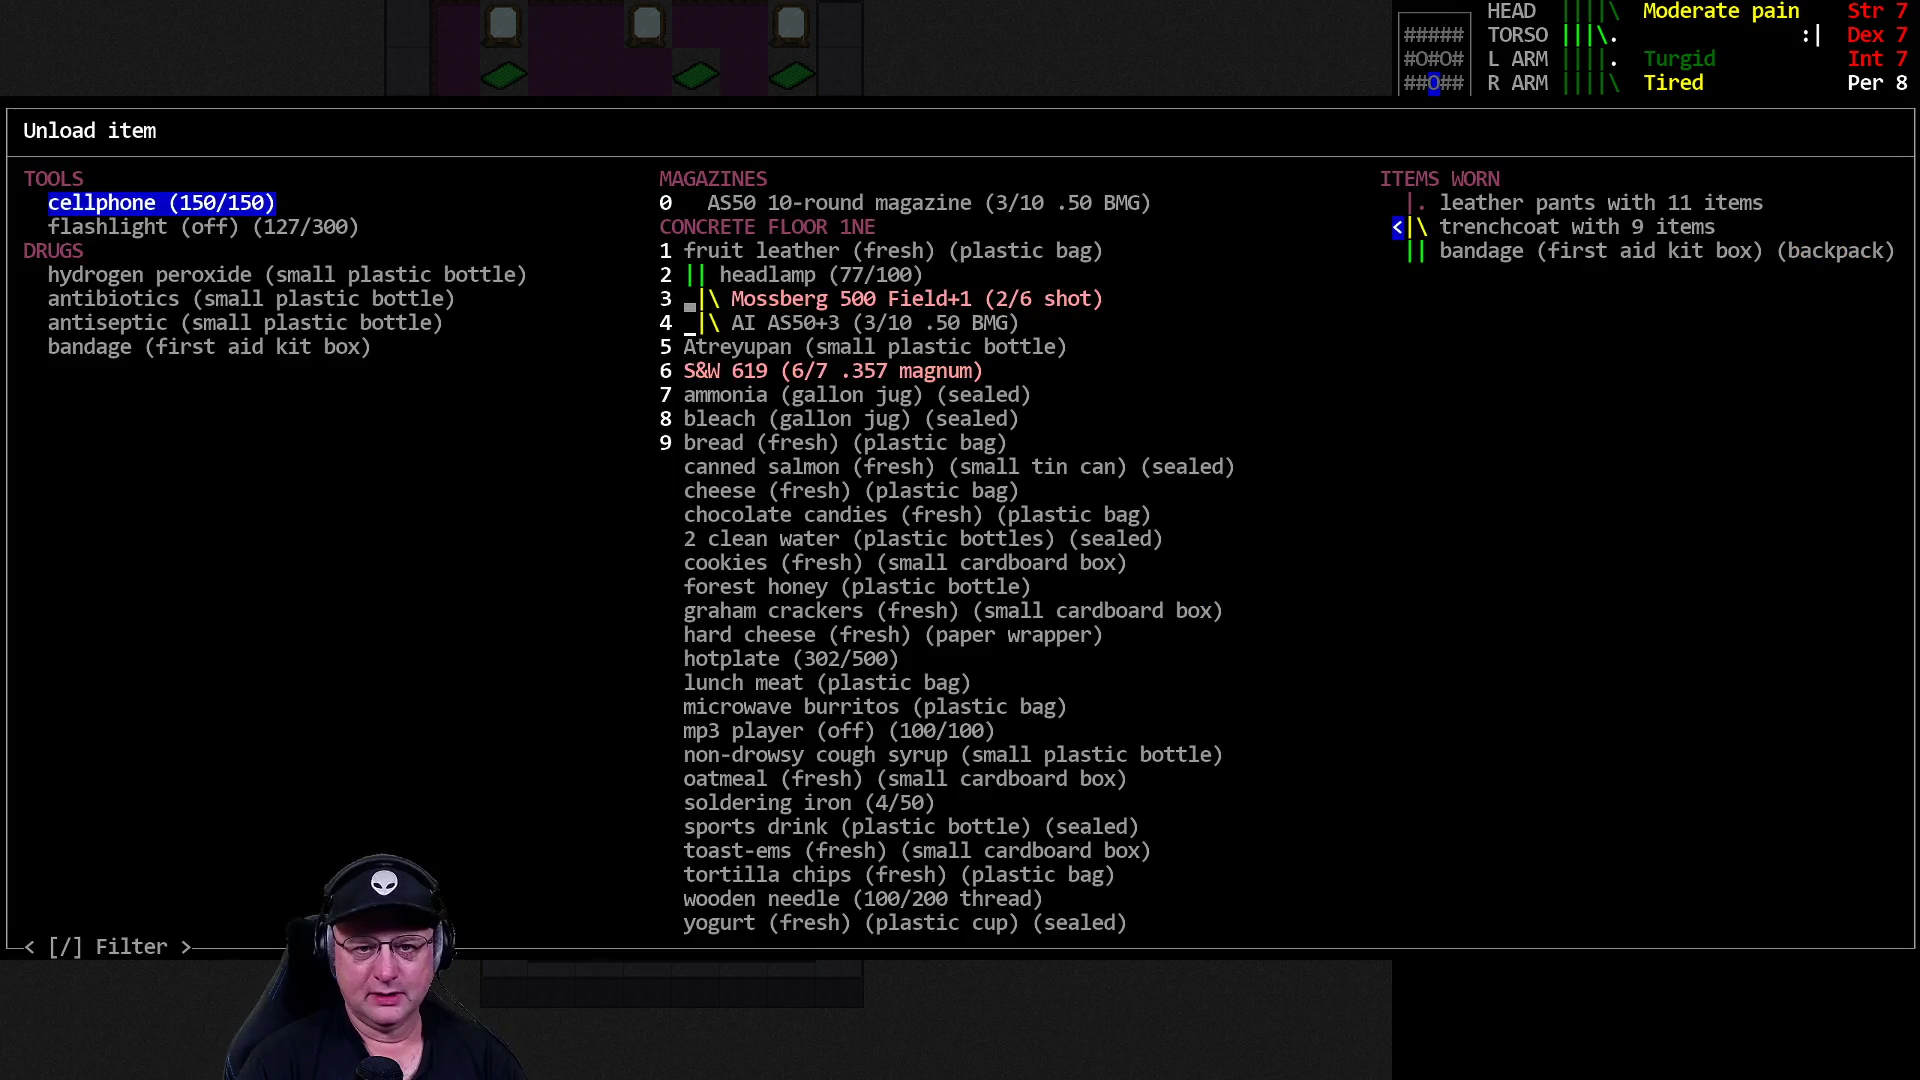 HEAD ||||\ Moderate pain Str 7
##### TORSO |||\. :| Dex 7
#O#O# L ARM ||||. Turgid Int 7
##O## R ARM ||||\ Tired Per 8
Unload item
TOOLS
cellphone (150/150)
flashlight (off) (127/300)
DRUGS
hydrogen peroxide (small plastic bottle)
antibiotics (small plastic bottle)
antiseptic (small plastic bottle)
bandage (first aid kit box)
MAGAZINES
0 AS50 10-round magazine (3/10 .50 BMG)
CONCRETE FLOOR 1NE
1 fruit leather (fresh) (plastic bag)
2 || headlamp (77/100)
3 _|\ Mossberg 500 Field+1 (2/6 shot)
4 _|\ AI AS50+3 (3/10 .50 BMG)
5 Atreyupan (small plastic bottle)
6 S&W 619 (6/7 .357 magnum)
7 ammonia (gallon jug) (sealed)
8 bleach (gallon jug) (sealed)
9 bread (fresh) (plastic bag)
canned salmon (fresh) (small tin can) (sealed)
cheese (fresh) (plastic bag)
chocolate candies (fresh) (plastic bag)
2 clean water (plastic bottles) (sealed)
cookies (fresh) (small cardboard box)
forest honey (plastic bottle)
graham crackers (fresh) (small cardboard box)
hard cheese (fresh) (paper wrapper)
hotplate (302/500)
lunch meat (plastic bag)
microwave burritos (plastic bag)
mp3 player (off) (100/100)
non-drowsy cough syrup (small plastic bottle)
oatmeal (fresh) (small cardboard box)
soldering iron (4/50)
sports drink (plastic bottle) (sealed)
toast-ems (fresh) (small cardboard box)
tortilla chips (fresh) (plastic bag)
wooden needle (100/200 thread)
yogurt (fresh) (plastic cup) (sealed)
ITEMS WORN
|. leather pants with 11 items
<|\ trenchcoat with 9 items
|| bandage (first aid kit box) (backpack)
< [/] Filter >